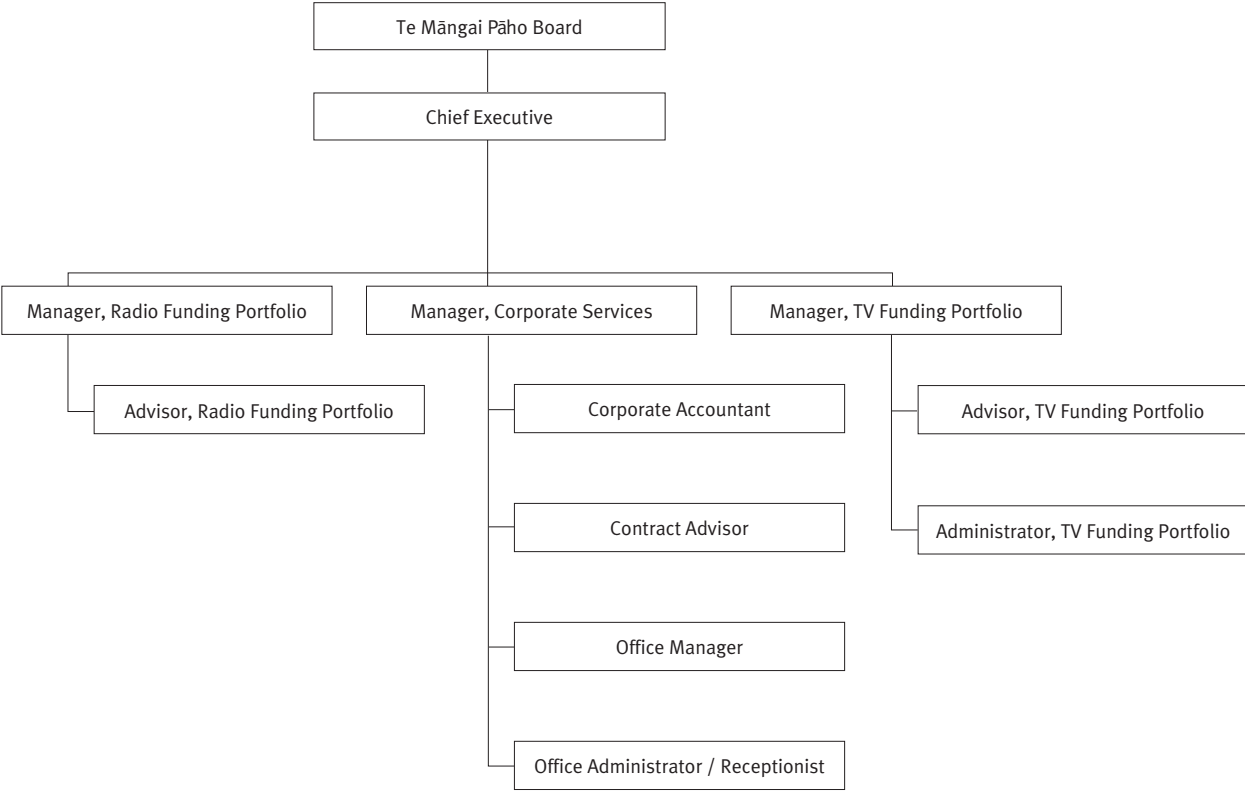 Te Māngai Pāho Board
Chief Executive
Manager, Radio Funding Portfolio
Manager, Corporate Services
Manager, TV Funding Portfolio
Advisor, Radio Funding Portfolio
Corporate Accountant
Advisor, TV Funding Portfolio
Contract Advisor
Administrator, TV Funding Portfolio
Office Manager
Office Administrator / Receptionist